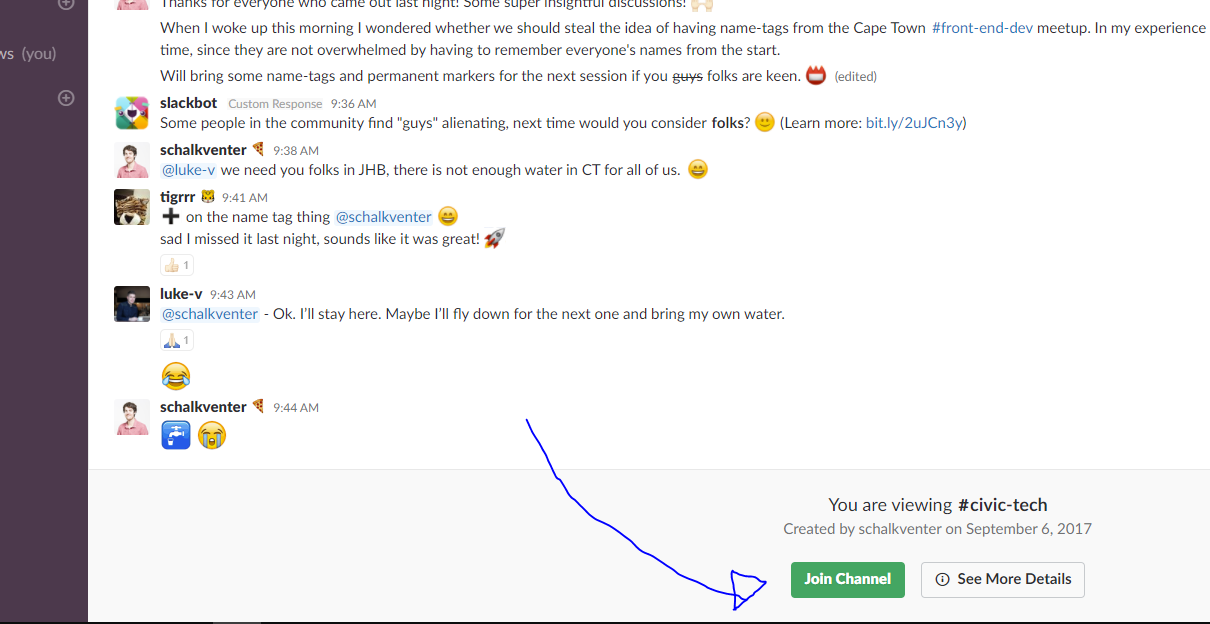 Thanks for everyone who came out last night! Some super insightful discussions!
When I woke up this morning I wondered whether we should steal the idea of having name-tags from the Cape Town #front-end-dev meetup. In my experience
time, since they are not overwhelmed by having to remember everyone's names from the start.
ws (you)
Will bring some name-tags and permanent markers for the next session if you guys folks are keen. (edited)
slackbot Custom Response 9:36 AM
Some people in the community find "guys" alienating, next time would you consider folks? (Learn more: bit.ly/2uJCn3y)
schalkventer 9:38 AM
@luke-v we need you folks in JHB, there is not enough water in CT for all of us.
tigrrr 9:41 AM
on the name tag thing @schalkventer
sad I missed it last night, sounds like it was great!
1
luke-v 9:43 AM
@schalkventer - Ok. I'll stay here. Maybe I'll fly down for the next one and bring my own water.
1
schalkventer 9:44 AM
You are viewing #civic-tech
Created by schalkventer on September 6, 2017
Join Channel
See More Details